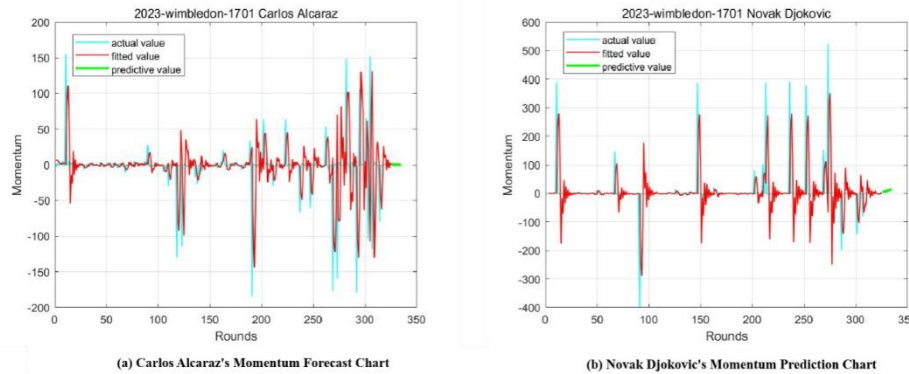 2023-wimbledon-1701 Carlos Alcaraz
200
150
100
50
0
-50
-100
-150
-200
Momentum
actual value
fitted value
predictive value
0 50 100 150 200 250 300 350
Rounds
(a) Carlos Alcaraz's Momentum Forecast Chart
2023-wimbledon-1701 Novak Djokovic
600
500
400
300
200
100
0
-100
-200
-300
-400
Momentum
actual value
fitted value
predictive value
0 50 100 150 200 250 300 350
Rounds
(b) Novak Djokovic's Momentum Prediction Chart